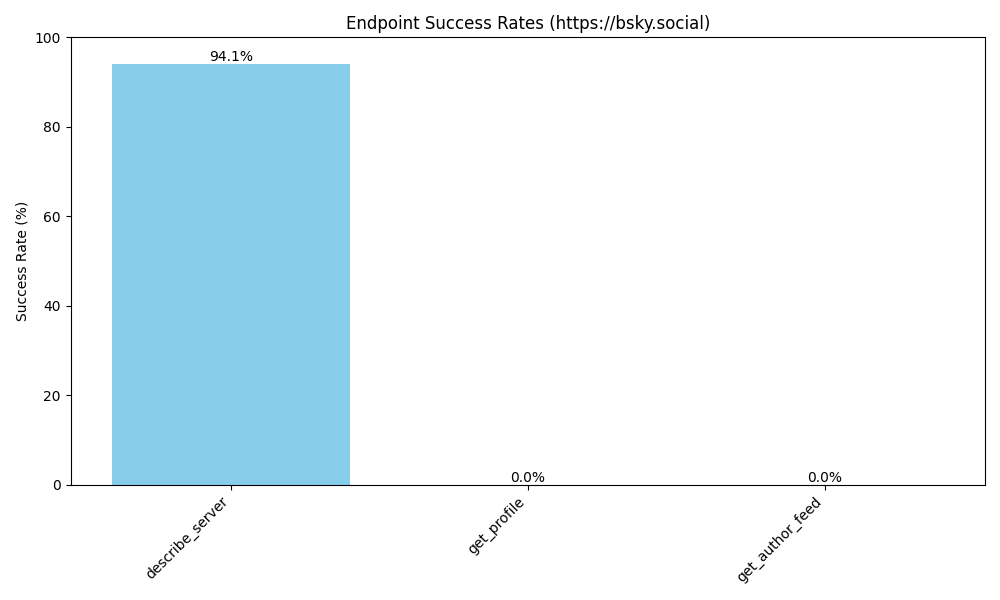 Endpoint Success Rates (https://bsky.social)
100
94.1%
80
60
Success Rate (%)
40
20
0.0%
0.0%
0
describe_server
get_profile
get_author_feed